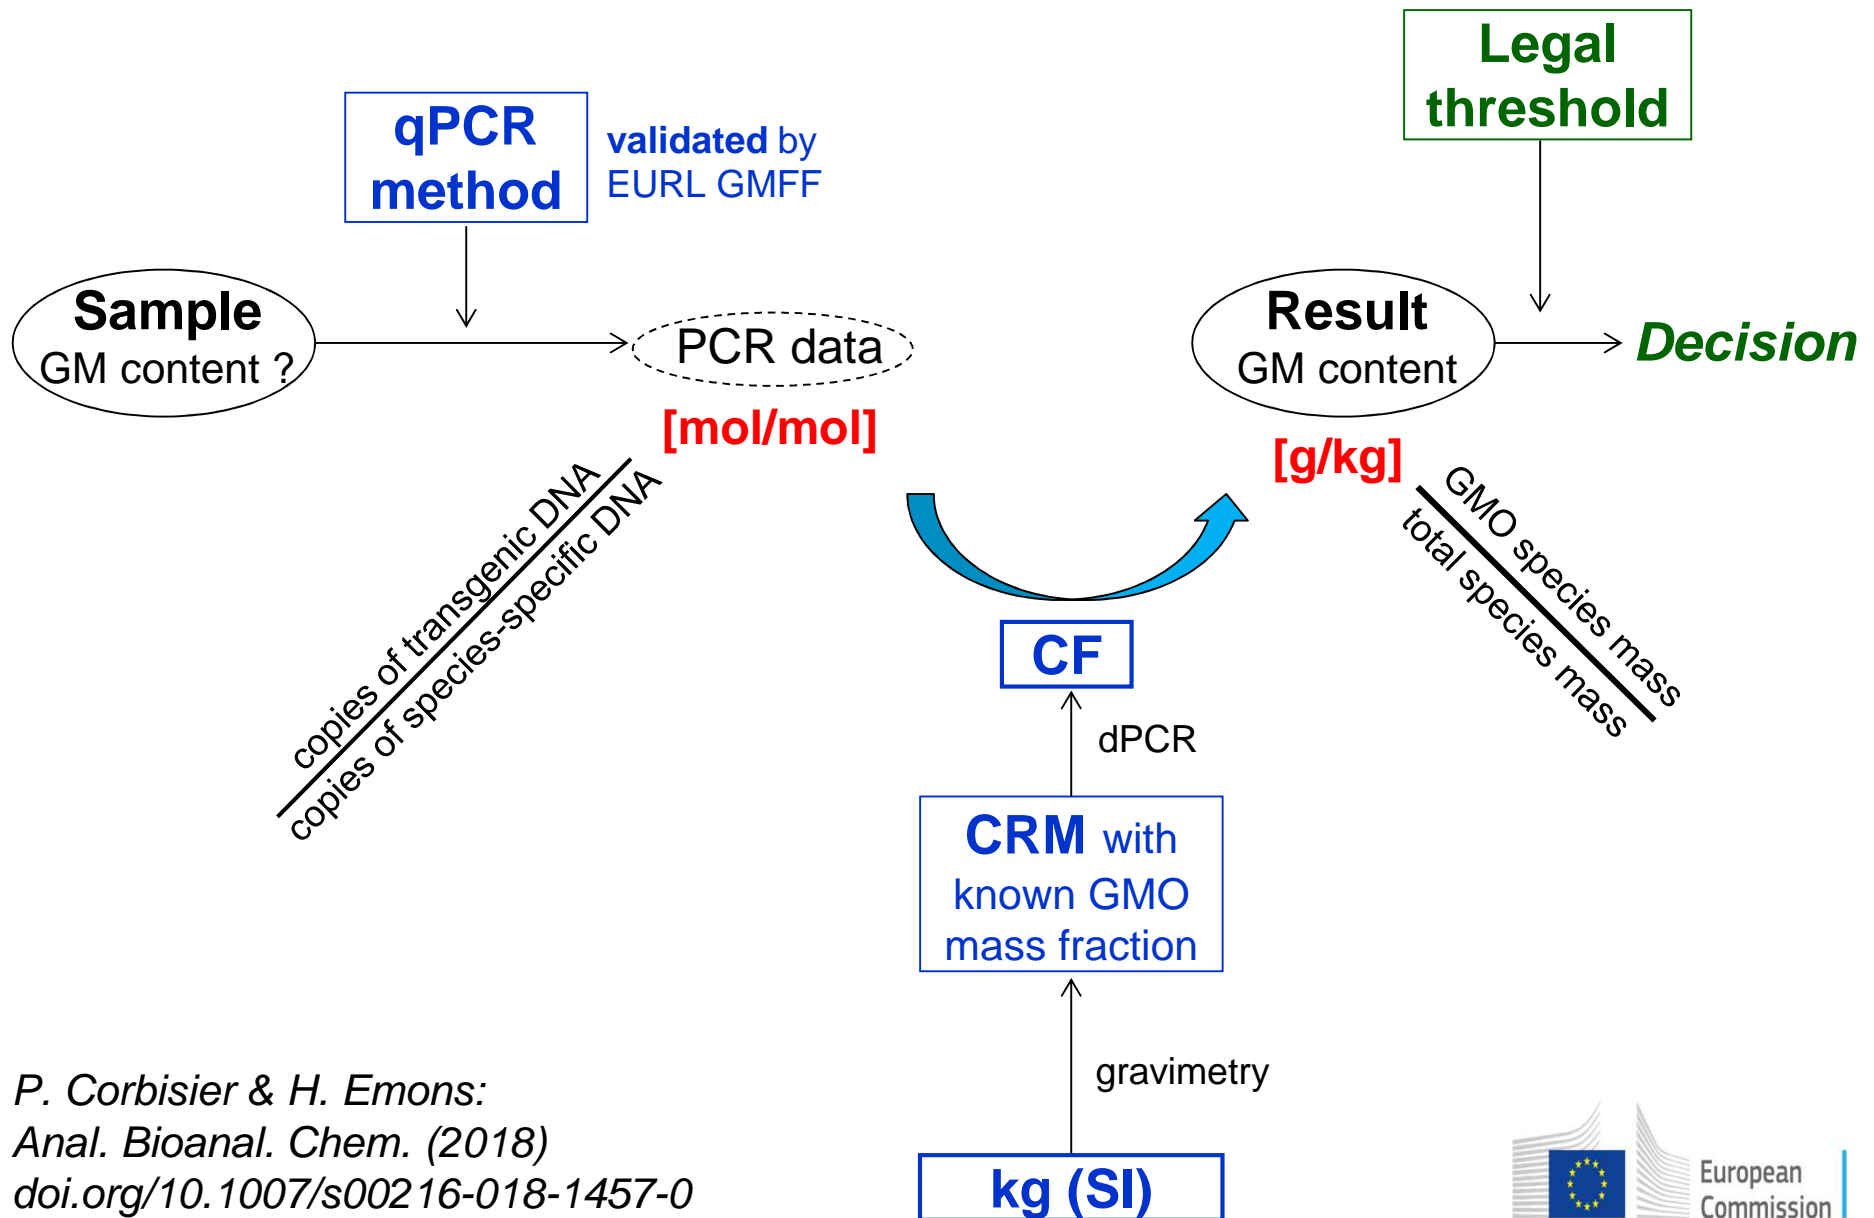 Legal
threshold
qPCR
method
validated by
EURL GMFF
Sample
GM content ?
PCR data
[mol/mol]
Result
GM content
[g/kg]
Decision
copies of transgenic DNA
copies of species-specific DNA
GMO species mass
total species mass
CF
dPCR
CRM with
known GMO
mass fraction
gravimetry
kg (SI)
P. Corbisier & H. Emons:
Anal. Bioanal. Chem. (2018)
doi.org/10.1007/s00216-018-1457-0
European
Commission